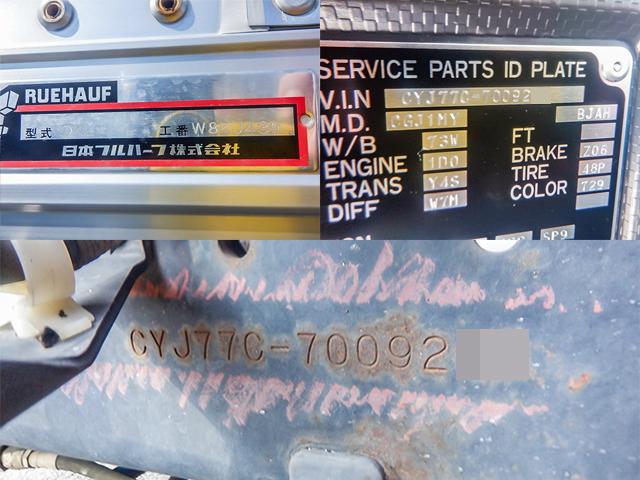 RUEHAUF
型式
工番
日本フルハーフ株式会社
SERVICE PARTS ID PLATE
V.I.N CYJ77C-70092
M.D. CGJ1MY BJAH
W/B 73W FT
ENGINE 1D0 BRAKE 706
TRANS Y4S TIRE 48P
DIFF W7M COLOR 729
SP9
CYJ77C-70092